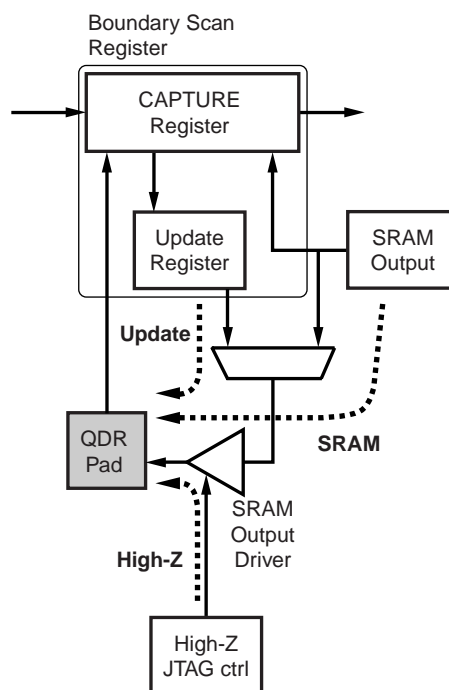 Boundary Scan
Register
CAPTURE
Register
Update
Register
SRAM
Output
Update
SRAM
QDR
Pad
SRAM
Output
Driver
High-Z
High-Z
JTAG ctrl